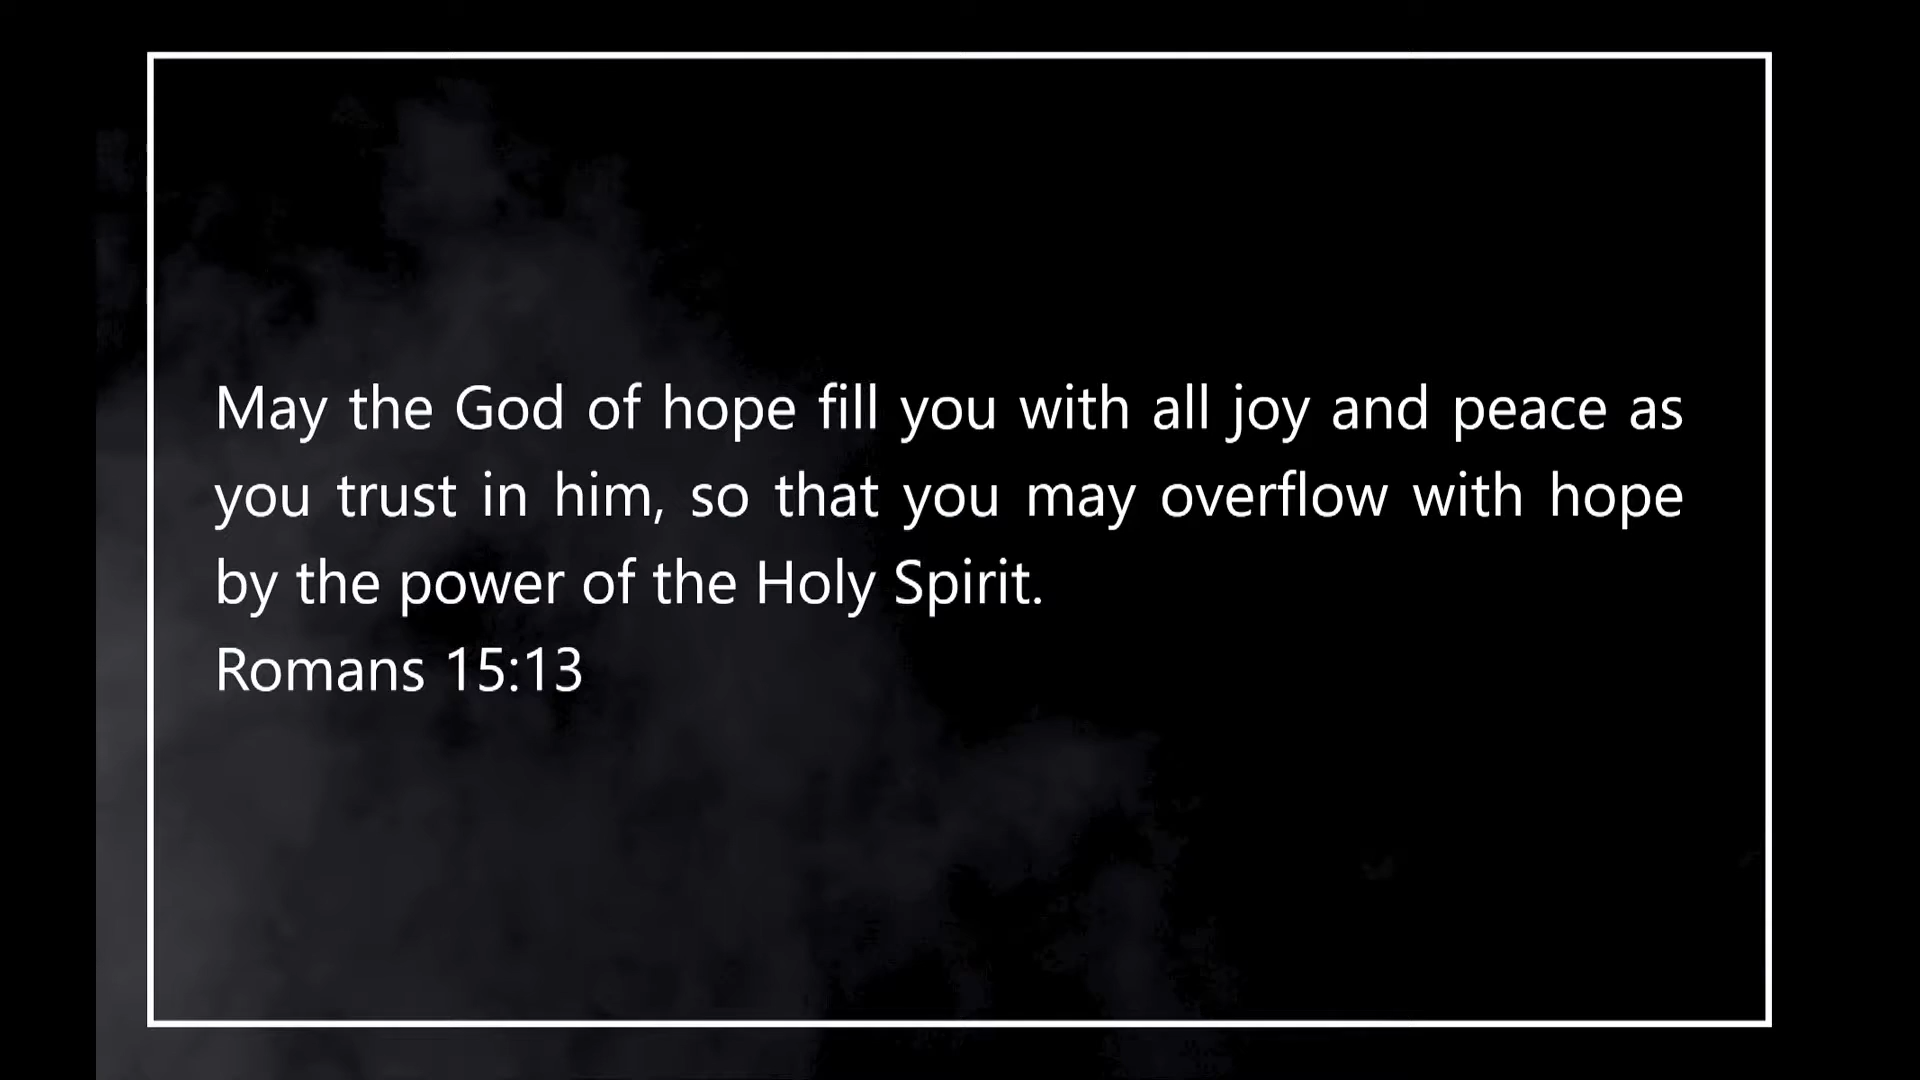 May the God of hope fill you with all joy and peace as
you trust in him, so that you may overflow with hope
by the power of the Holy Spirit.
Romans 15:13